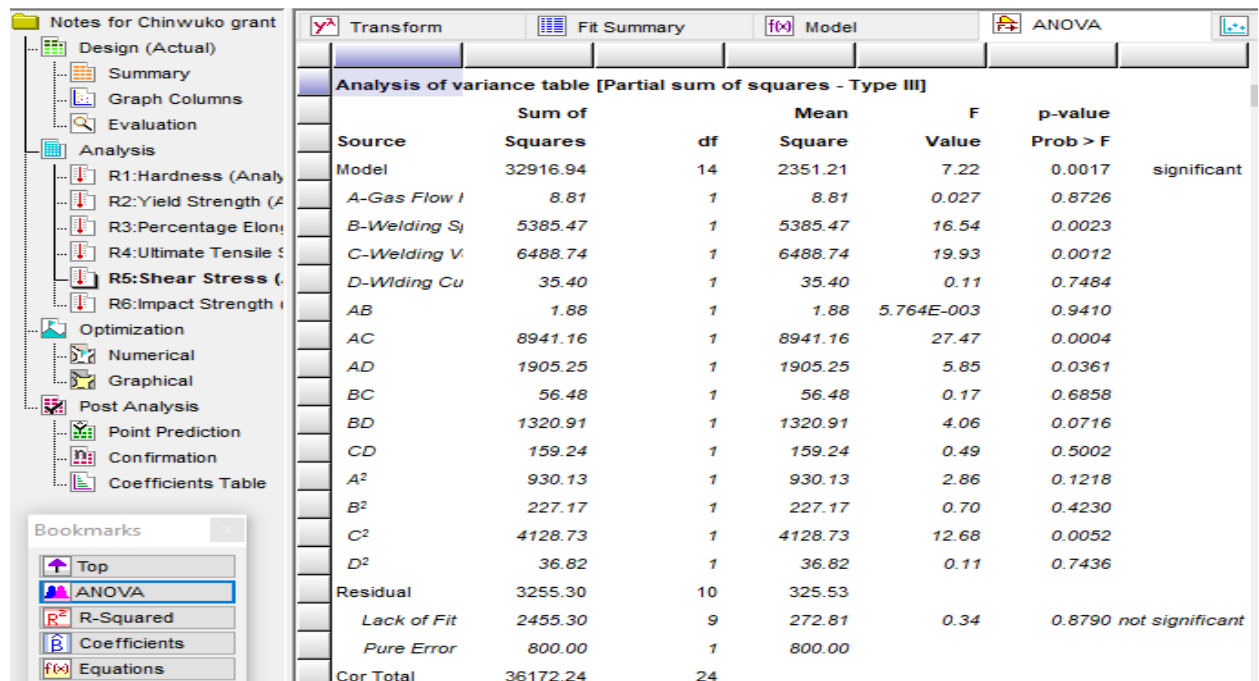 Notes for Chinwuko grant
Design (Actual)
Summary
Graph Columns
Evaluation
Analysis
R1:Hardness (Analy
R2:Yield Strength (A
R3:Percentage Elon
R4:Ultimate Tensile S
R5:Shear Stress (.
R6:Impact Strength (
Optimization
Numerical
Graphical
Post Analysis
Point Prediction
Confirmation
Coefficients Table
Bookmarks
Top
ANOVA
R² R-Squared
β̂ Coefficients
f(x) Equations
yλ Transform Fit Summary f(x) Model ANOVA
Analysis of variance table [Partial sum of squares - Type III]
Sum of Mean F p-value
Source Squares df Square Value Prob > F
Model 32916.94 14 2351.21 7.22 0.0017 significant
A-Gas Flow 8.81 1 8.81 0.027 0.8726
B-Welding Sp 5385.47 1 5385.47 16.54 0.0023
C-Welding V 6488.74 1 6488.74 19.93 0.0012
D-Wlding Cu 35.40 1 35.40 0.11 0.7484
AB 1.88 1 1.88 5.764E-003 0.9410
AC 8941.16 1 8941.16 27.47 0.0004
AD 1905.25 1 1905.25 5.85 0.0361
BC 56.48 1 56.48 0.17 0.6858
BD 1320.91 1 1320.91 4.06 0.0716
CD 159.24 1 159.24 0.49 0.5002
A² 930.13 1 930.13 2.86 0.1218
B² 227.17 1 227.17 0.70 0.4230
C² 4128.73 1 4128.73 12.68 0.0052
D² 36.82 1 36.82 0.11 0.7436
Residual 3255.30 10 325.53
Lack of Fit 2455.30 9 272.81 0.34 0.8790 not significant
Pure Error 800.00 1 800.00
Cor Total 36172.24 24